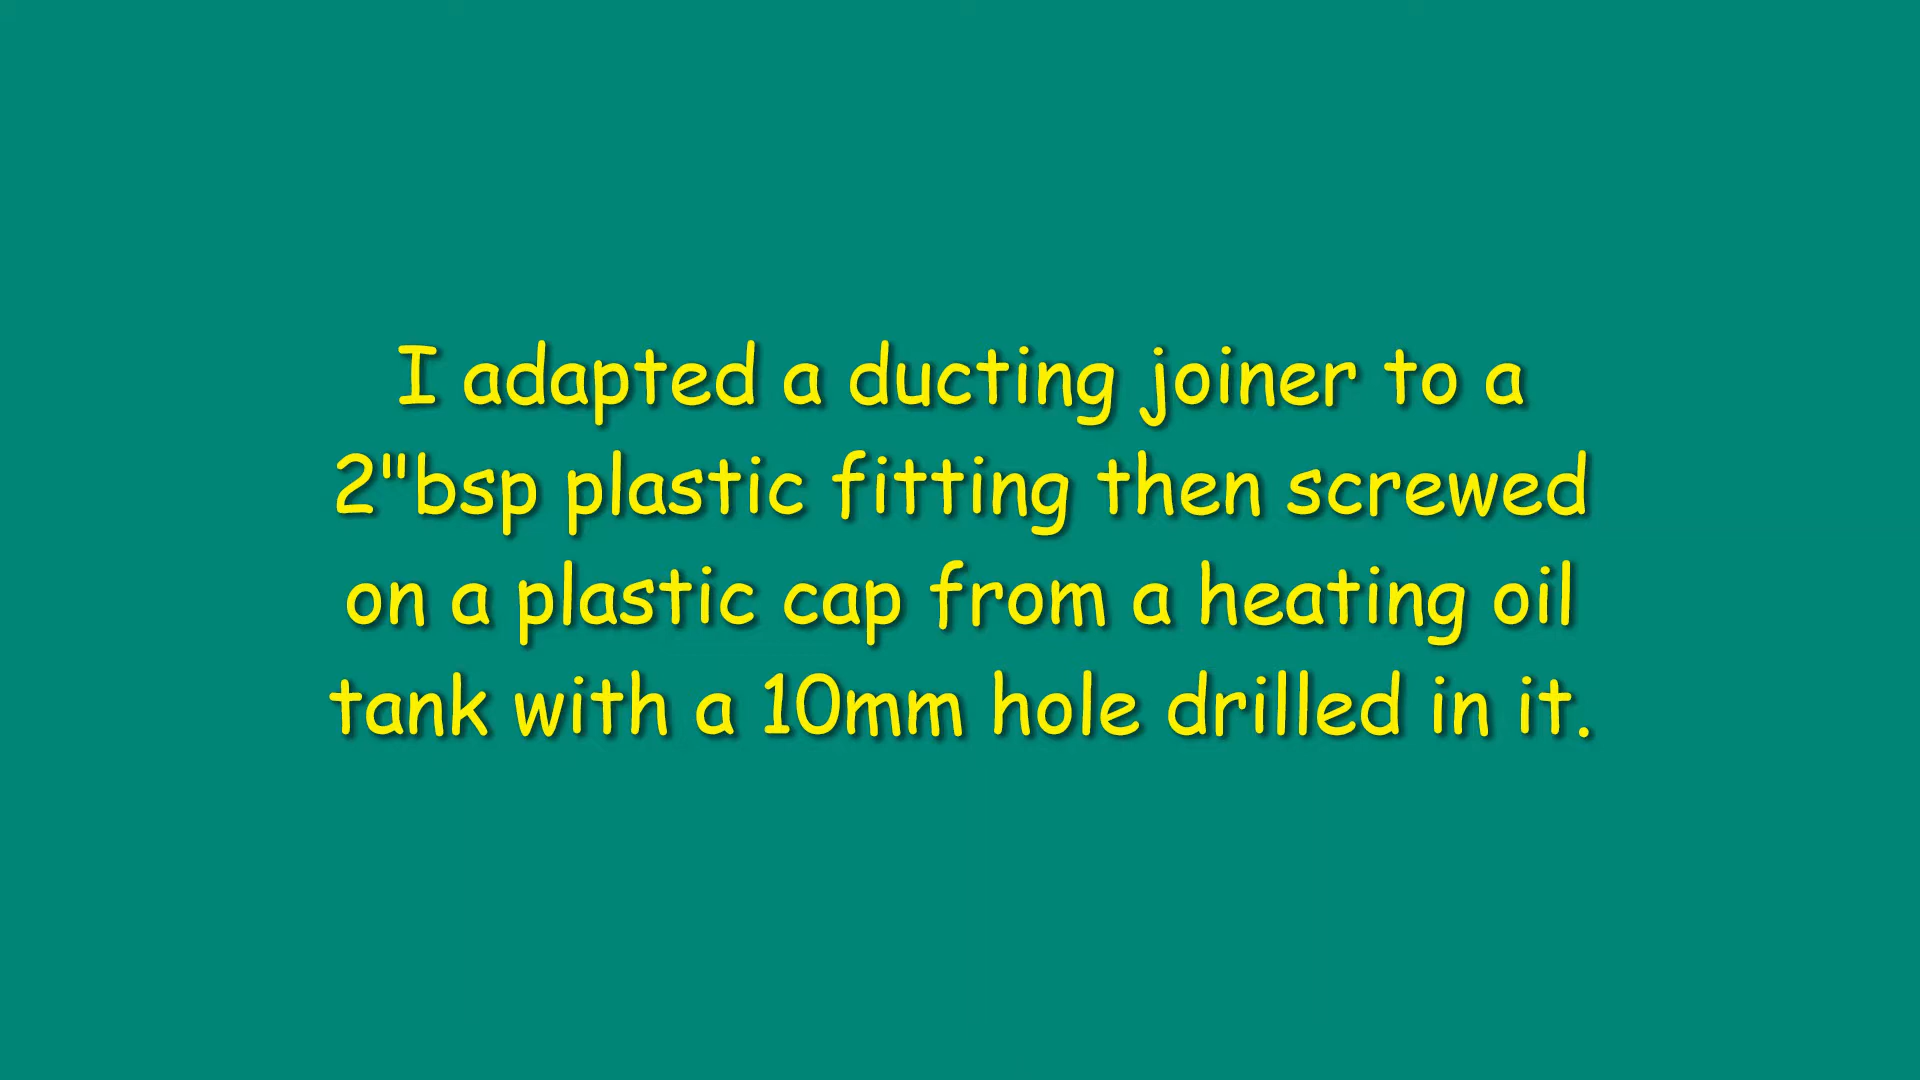 I adapted a ducting joiner to a
2"bsp plastic fitting then screwed
on a plastic cap from a heating oil
tank with a 10mm hole drilled in it.